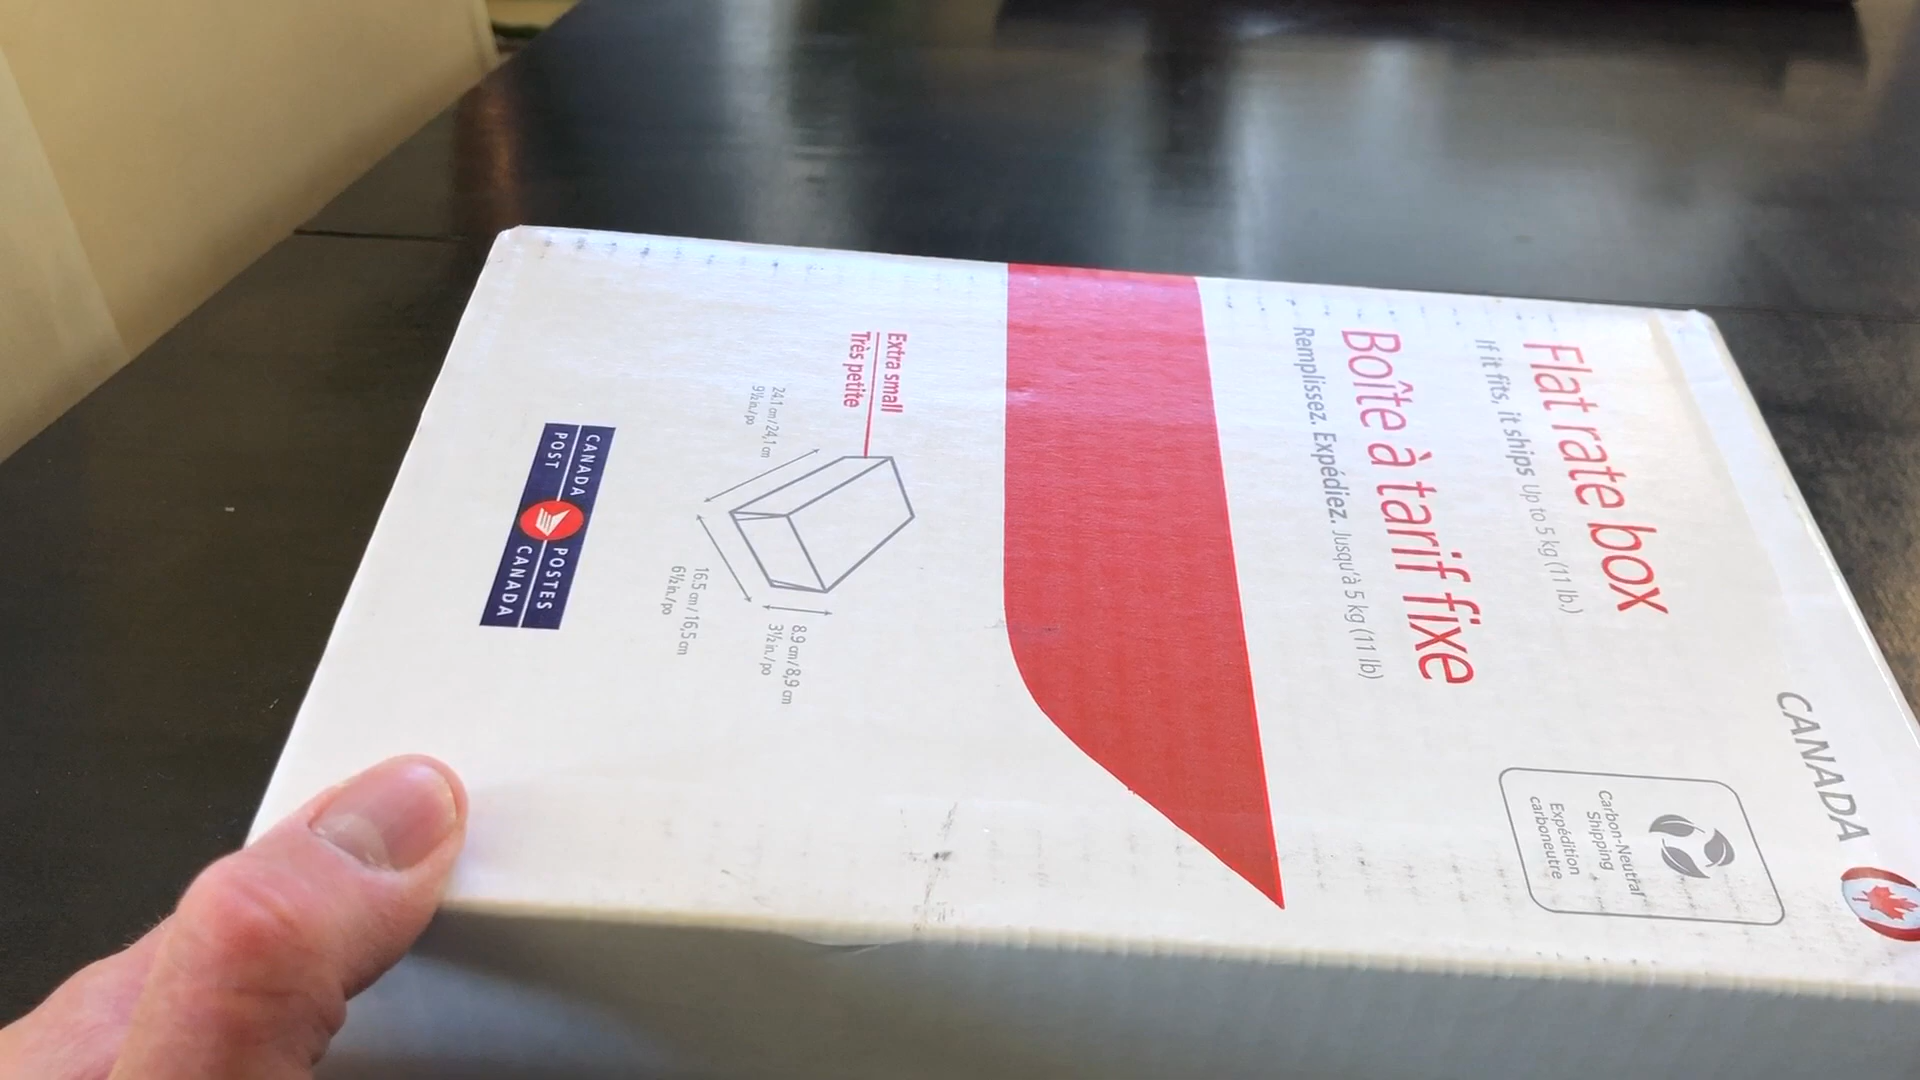 CANADA
Flat rate box
If it fits, it ships Up to 5 kg (11 lb.)
Boîte à tarif fixe
Remplissez. Expédiez. Jusqu'à 5 kg (11 lb)
Carbon-Neutral
Shipping
Expédition
carboneutre
Extra small
Très petite
24.1 cm / 24,1 cm
9½ in. / po
16.5 cm / 16,5 cm
6½ in. / po
8.9 cm / 8,9 cm
3½ in. / po
CANADA POSTES
POST CANADA